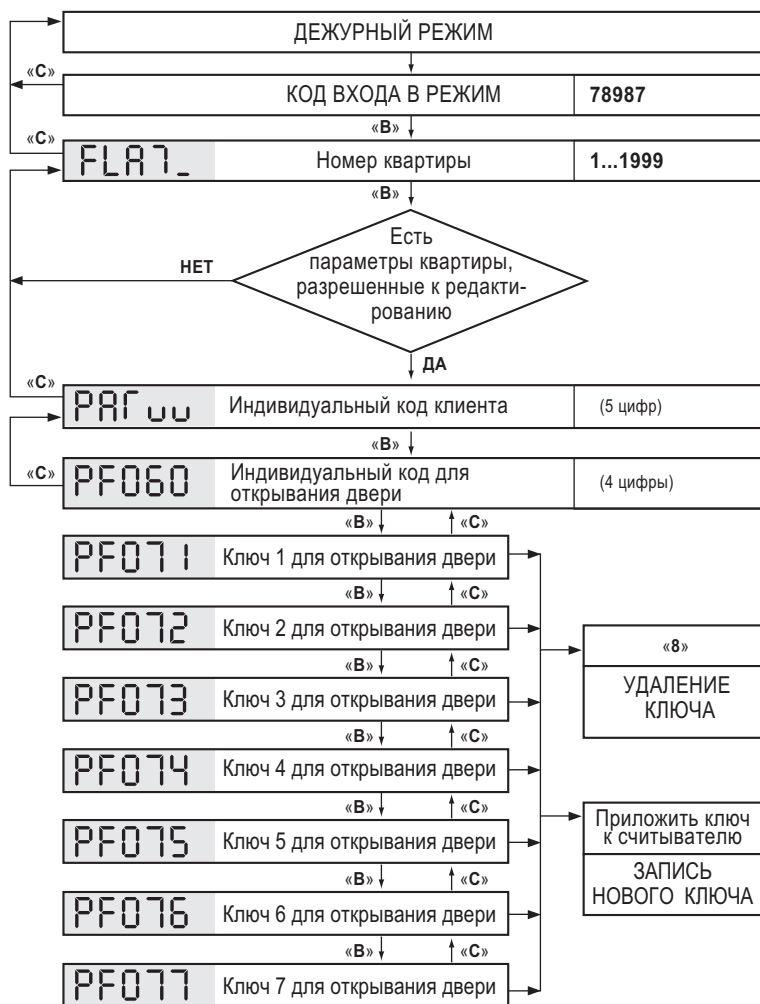 ДЕЖУРНЫЙ РЕЖИМ
«С»
КОД ВХОДА В РЕЖИМ 78987
«В»
«С»
FLAT_ Номер квартиры 1...1999
«В»
Есть
параметры квартиры,
разрешенные к редакти-
рованию
НЕТ
ДА
«С»
PAГuu Индивидуальный код клиента (5 цифр)
«В»
«С»
PF060 Индивидуальный код для
открывания двери
(4 цифры)
«В» «С»
PF071 Ключ 1 для открывания двери
«В» «С»
PF072 Ключ 2 для открывания двери
«В» «С»
PF073 Ключ 3 для открывания двери
«В» «С»
PF074 Ключ 4 для открывания двери
«В» «С»
PF075 Ключ 5 для открывания двери
«В» «С»
PF076 Ключ 6 для открывания двери
«В» «С»
PF077 Ключ 7 для открывания двери
«8»
УДАЛЕНИЕ
КЛЮЧА
Приложить ключ
к считывателю
ЗАПИСЬ
НОВОГО КЛЮЧА